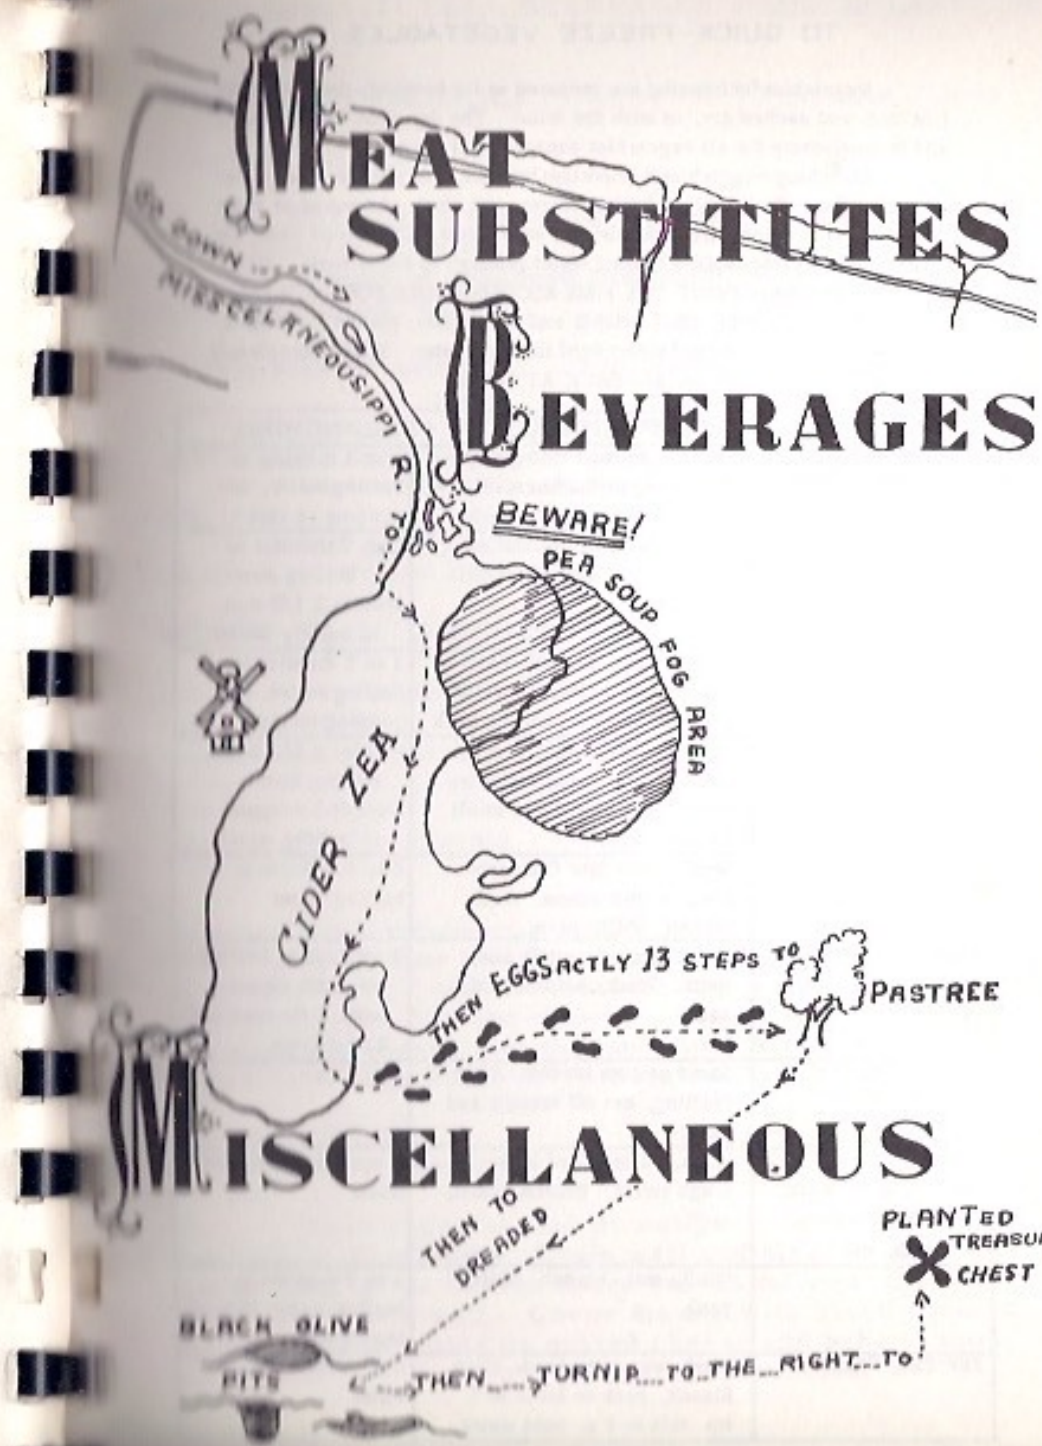 MEAT
SUBSTITUTES
GO DOWN
MISSCELANEOUSIPPI R. TO
BEVERAGES
BEWARE!
PEA SOUP FOG AREA
CIDER ZEA
THEN EGGSACTLY 13 STEPS TO
PASTREE
MISCELLANEOUS
THEN TO
DREADED
BLACK OLIVE
PITS
THEN TURNIP TO THE RIGHT TO
PLANTED
TREASU
CHEST